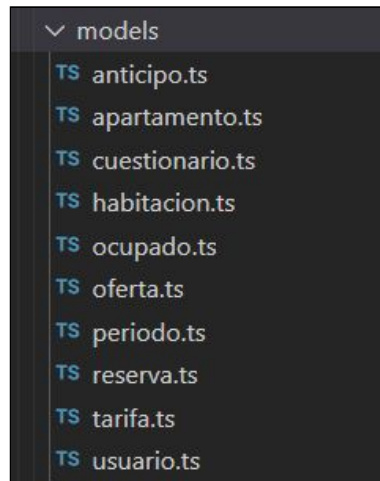 models
TS anticipo.ts
TS apartamento.ts
TS cuestionario.ts
TS habitacion.ts
TS ocupado.ts
TS oferta.ts
TS periodo.ts
TS reserva.ts
TS tarifa.ts
TS usuario.ts